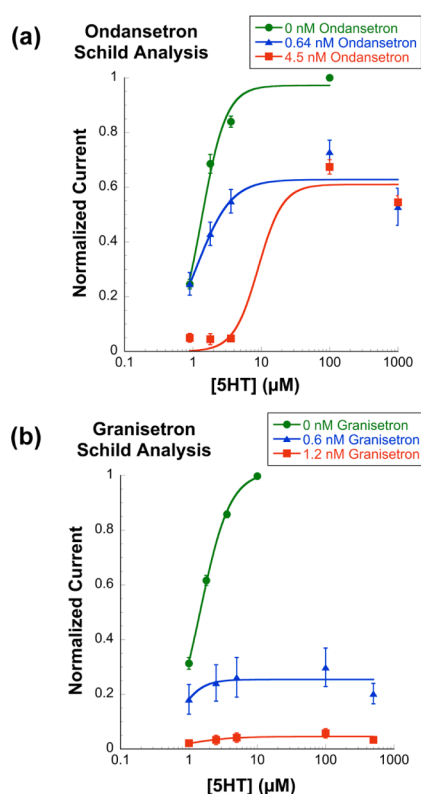 (a)
Ondansetron
Schild Analysis
0 nM Ondansetron
0.64 nM Ondansetron
4.5 nM Ondansetron
Normalized Current
1
0.8
0.6
0.4
0.2
0
0.1
1
10
100
1000
[5HT] (µM)
(b)
Granisetron
Schild Analysis
0 nM Granisetron
0.6 nM Granisetron
1.2 nM Granisetron
Normalized Current
1
0.8
0.6
0.4
0.2
0
0.1
1
10
100
1000
[5HT] (µM)